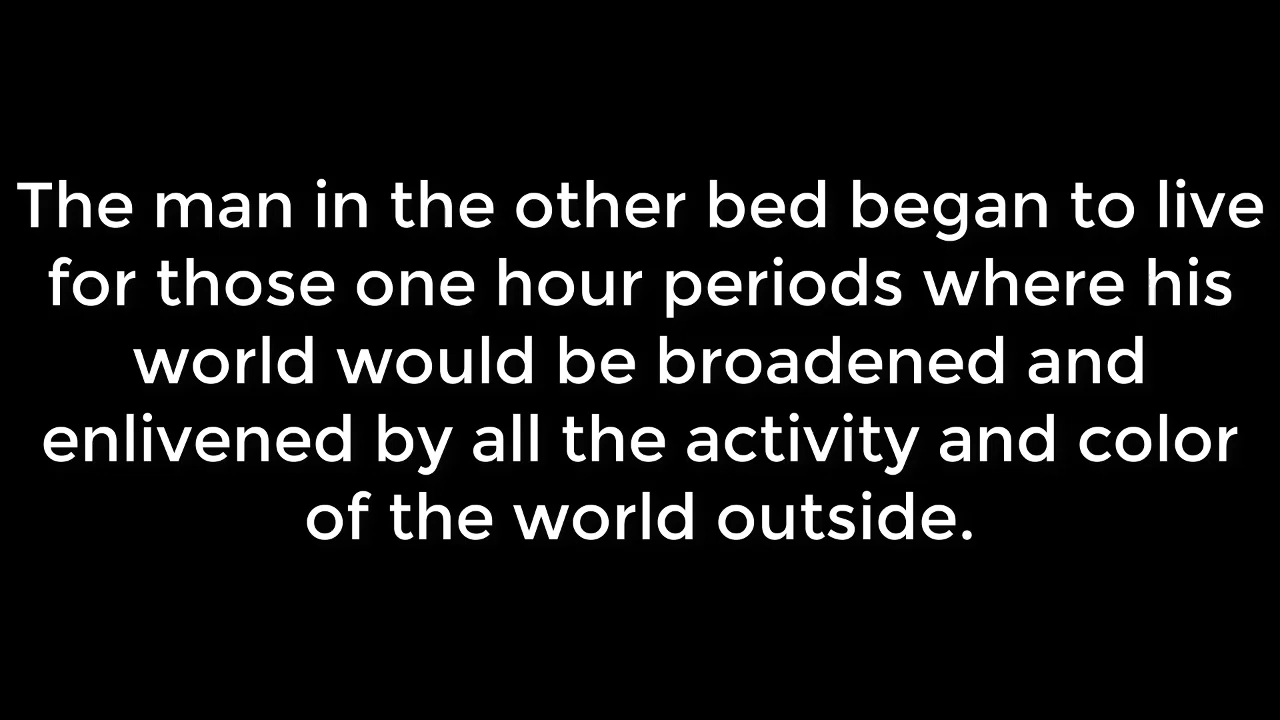 The man in the other bed began to live
for those one hour periods where his
world would be broadened and
enlivened by all the activity and color
of the world outside.